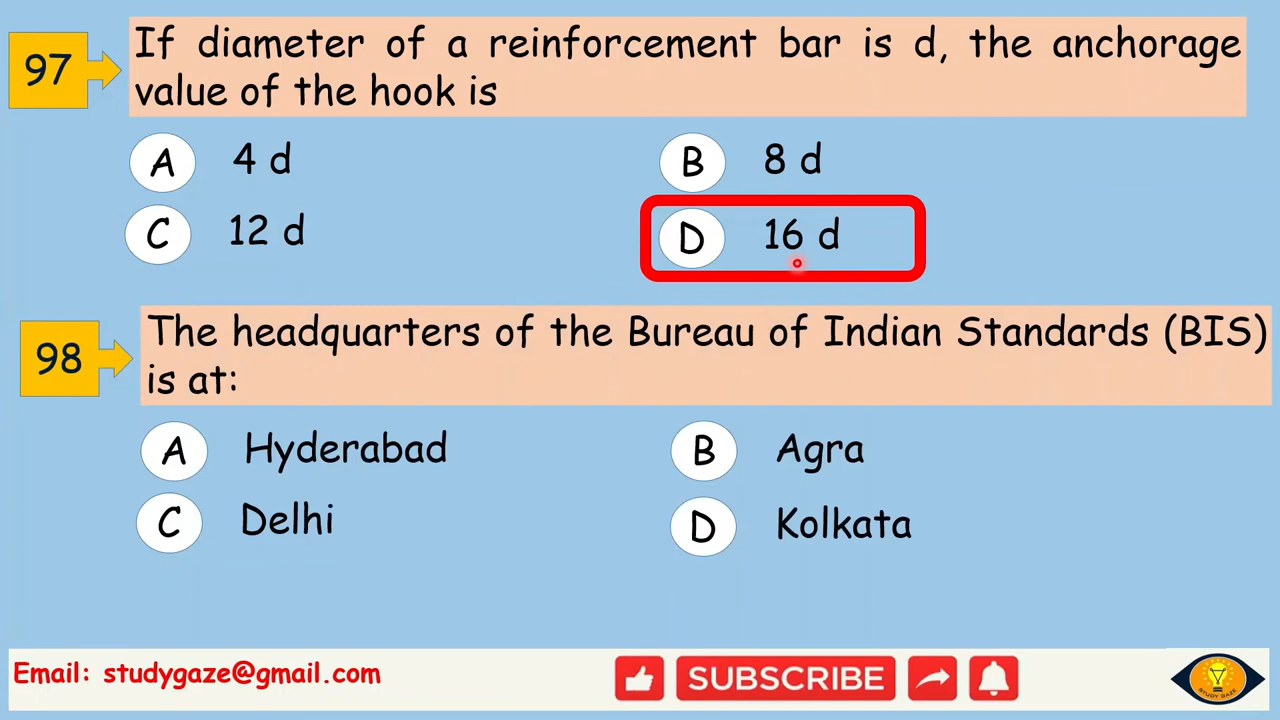 97
If diameter of a reinforcement bar is d, the anchorage
value of the hook is
A 4 d
B 8 d
C 12 d
D 16 d
98
The headquarters of the Bureau of Indian Standards (BIS)
is at:
A Hyderabad
B Agra
C Delhi
D Kolkata
Email: studygaze@gmail.com
SUBSCRIBE
STUDY GAZE